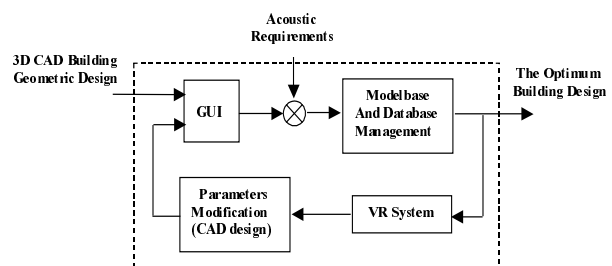 Acoustic
Requirements
3D CAD Building
Geometric Design
GUI
Modelbase
And Database
Management
The Optimum
Building Design
Parameters
Modification
(CAD design)
VR System